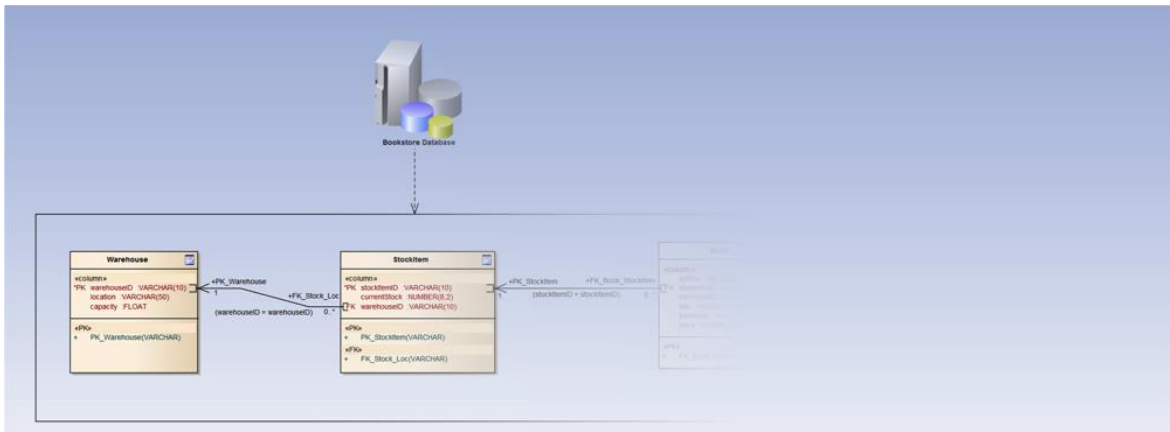 Bookstore Database
Warehouse
«column»
*PK warehouseID :VARCHAR(10)
location :VARCHAR(50)
capacity :FLOAT
«PK»
+ PK_Warehouse(VARCHAR)
+PK_Warehouse
1
+FK_Stock_Loc
(warehouseID = warehouseID)
0..*
StockItem
«column»
*PK stockItemID :VARCHAR(10)
currentStock :NUMBER(8,2)
FK warehouseID :VARCHAR(10)
«PK»
+ PK_StockItem(VARCHAR)
«FK»
+ FK_Stock_Loc(VARCHAR)
+PK_StockItem
+FK_Book_StockItem
1
(stockItemID = stockItemID)
«column»
«FK»